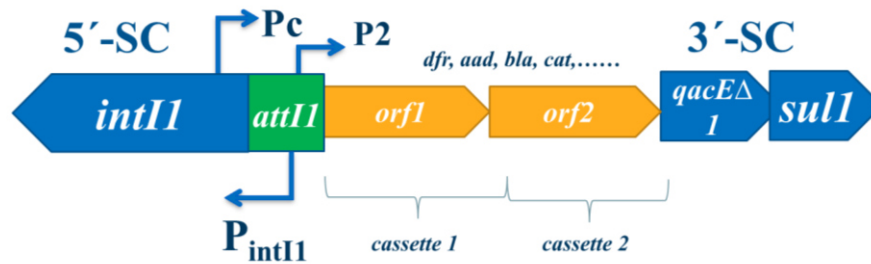 5´-SC
Pc
P2
3´-SC
dfr, aad, bla, cat,......
intI1
attI1
orf1
orf2
qacEΔ
1
sul1
PintI1
cassette 1
cassette 2